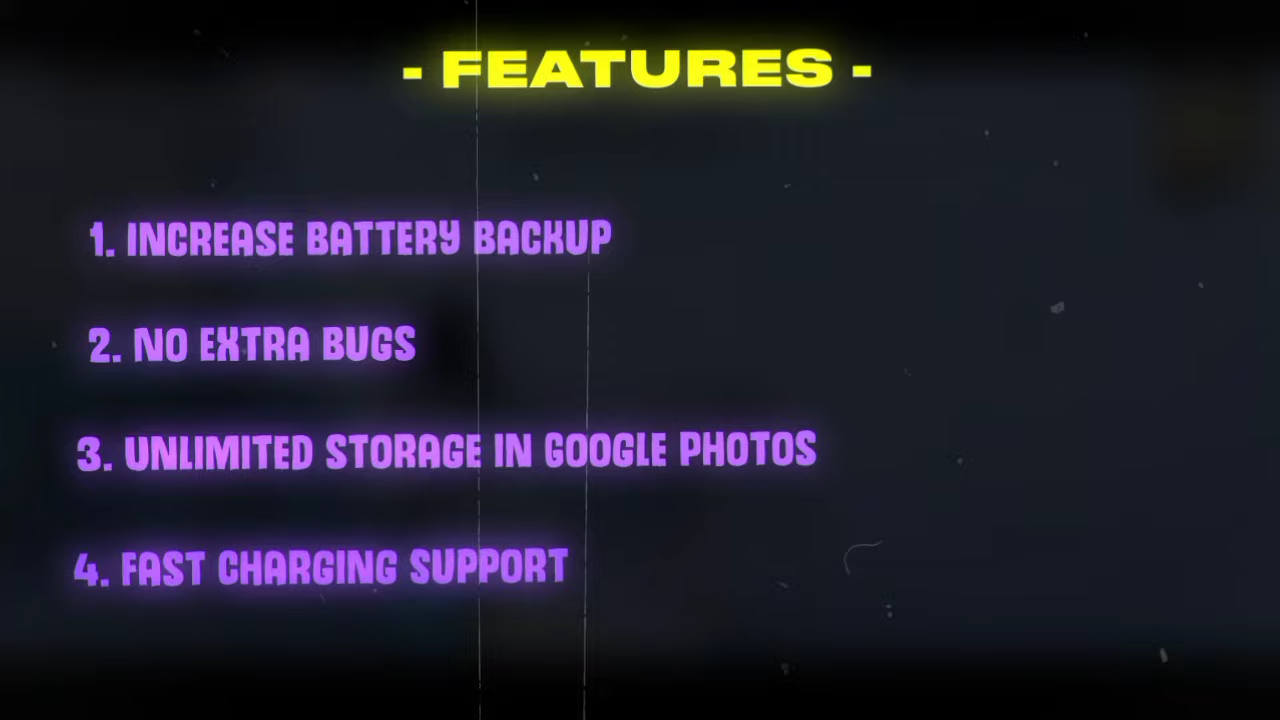 - FEATURES -
1. INCREASE BATTERY BACKUP
2. NO EXTRA BUGS
3. UNLIMITED STORAGE IN GOOGLE PHOTOS
4. FAST CHARGING SUPPORT